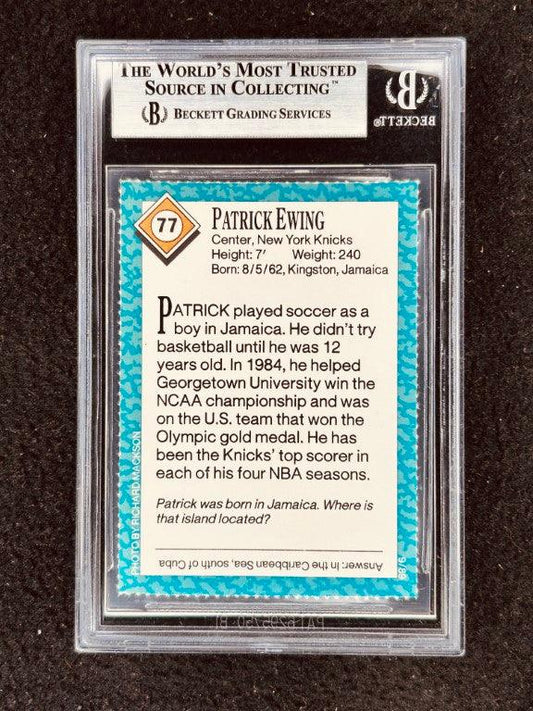 THE WORLD'S MOST TRUSTED
SOURCE IN COLLECTING™
BECKETT GRADING SERVICES
BECKETT®
77
PATRICK EWING
Center, New York Knicks
Height: 7' Weight: 240
Born: 8/5/62, Kingston, Jamaica
PATRICK played soccer as a
boy in Jamaica. He didn't try
basketball until he was 12
years old. In 1984, he helped
Georgetown University win the
NCAA championship and was
on the U.S. team that won the
Olympic gold medal. He has
been the Knicks' top scorer in
each of his four NBA seasons.
Patrick was born in Jamaica. Where is
that island located?
Answer: In the Caribbean Sea, south of Cuba
PHOTO BY RICHARD MACKSON
9/89